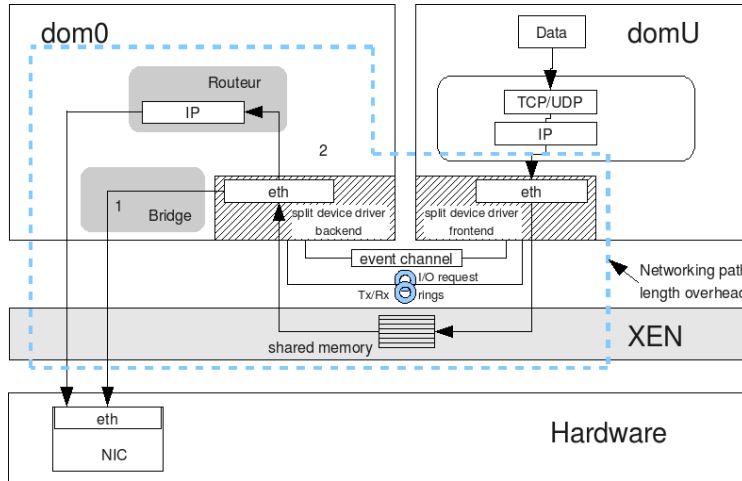 dom0
domU
Data
Routeur
IP
TCP/UDP
IP
2
1
Bridge
eth
split device driver
backend
eth
split device driver
frontend
event channel
I/O request
Tx/Rx
rings
Networking path
length overhead
shared memory
XEN
eth
NIC
Hardware